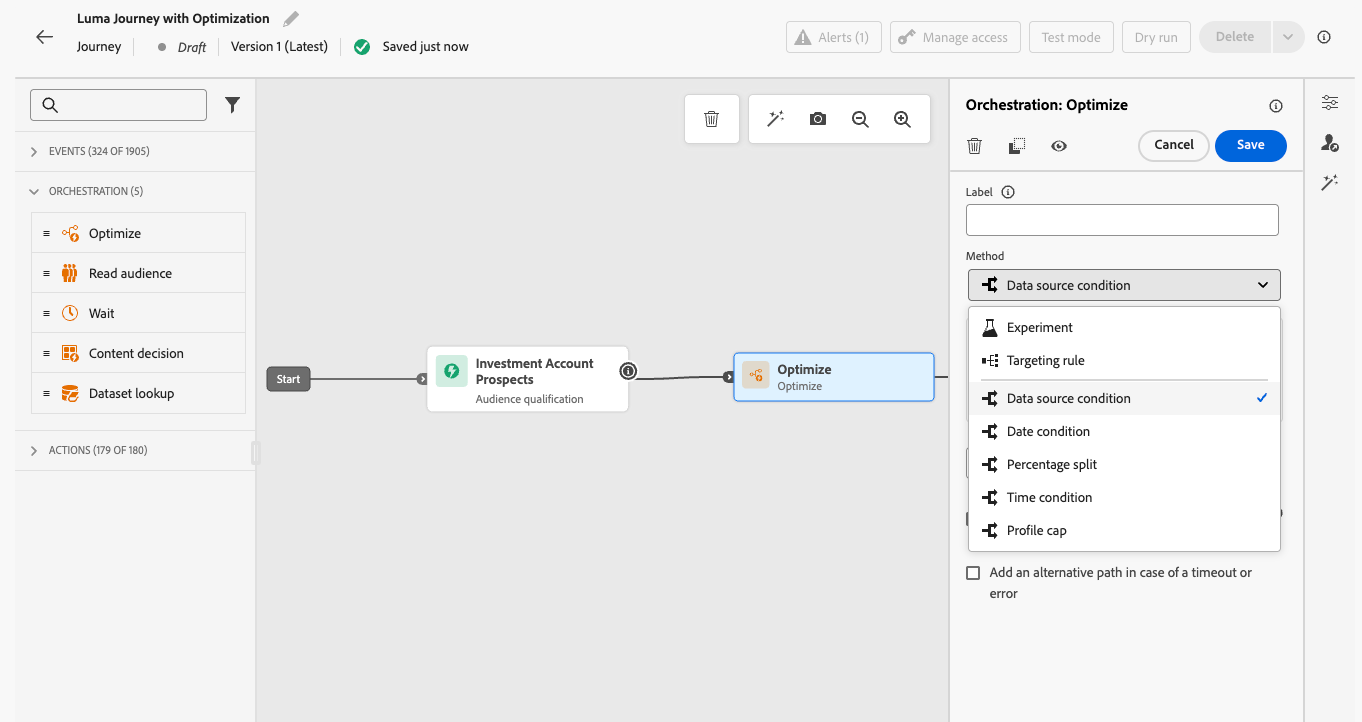 Luma Journey with Optimization
Journey
Draft
Version 1 (Latest)
Saved just now
Alerts (1)
Manage access
Test mode
Dry run
Delete
EVENTS (324 OF 1905)
ORCHESTRATION (5)
Optimize
Read audience
Wait
Content decision
Dataset lookup
ACTIONS (179 OF 180)
Start
Investment Account
Prospects
Audience qualification
Optimize
Optimize
Orchestration: Optimize
Cancel
Save
Label
Method
Data source condition
Experiment
Targeting rule
Data source condition
Date condition
Percentage split
Time condition
Profile cap
Add an alternative path in case of a timeout or
error